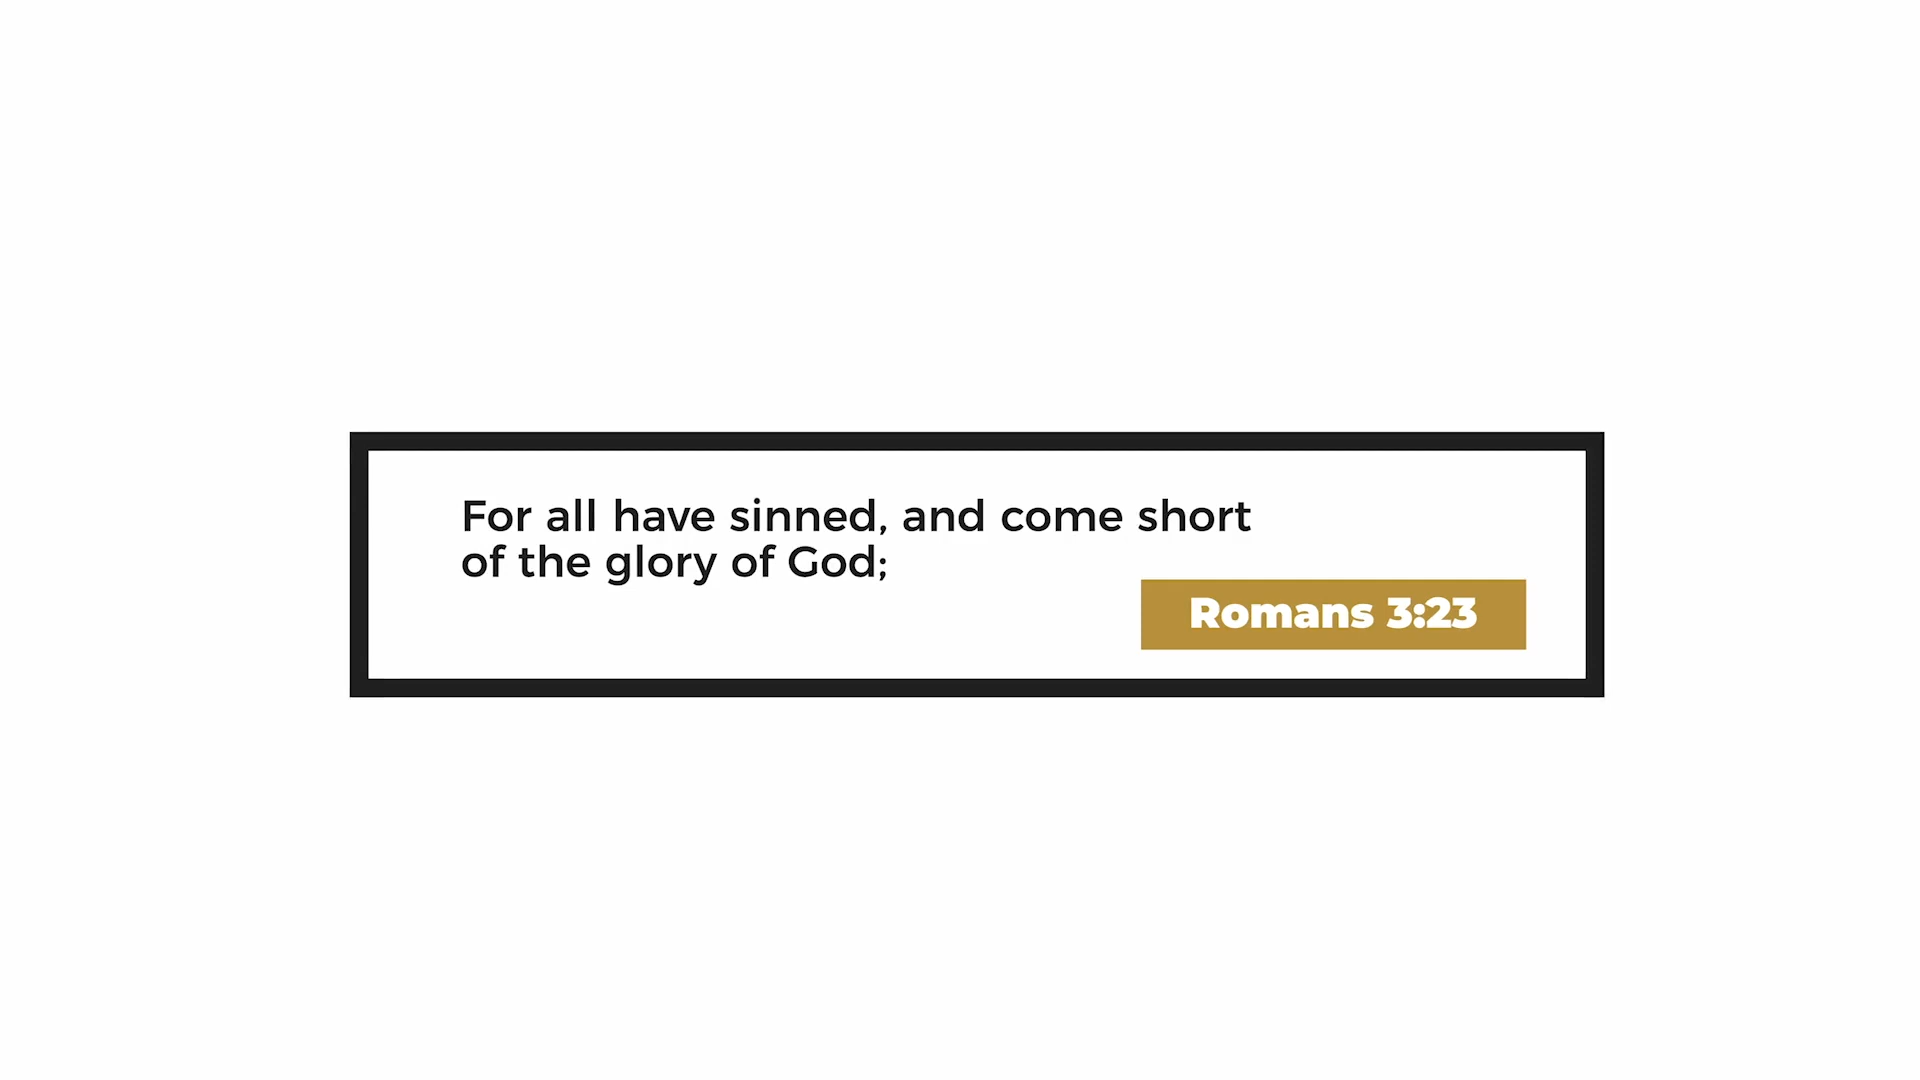 For all have sinned, and come short
of the glory of God;
Romans 3:23